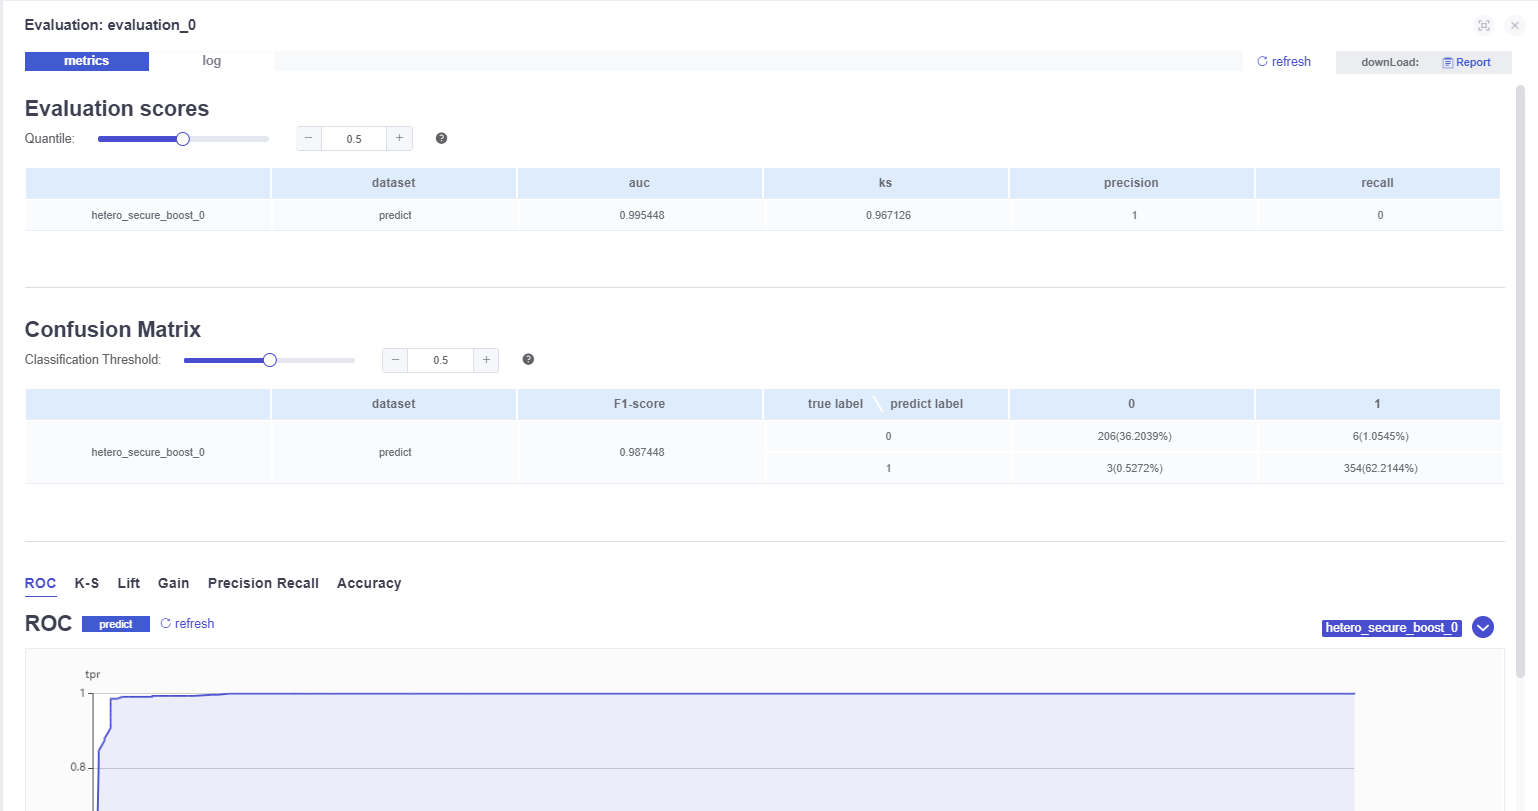 Evaluation: evaluation_0
metrics log refresh downLoad: Report
Evaluation scores
Quantile: − 0.5 + ?
dataset auc ks precision recall
hetero_secure_boost_0 predict 0.995448 0.967126 1 0
Confusion Matrix
Classification Threshold: − 0.5 + ?
dataset F1-score true label \ predict label 0 1
hetero_secure_boost_0 predict 0.987448
0 206(36.2039%) 6(1.0545%)
1 3(0.5272%) 354(62.2144%)
ROC K-S Lift Gain Precision Recall Accuracy
ROC predict refresh hetero_secure_boost_0
tpr
1
0.8